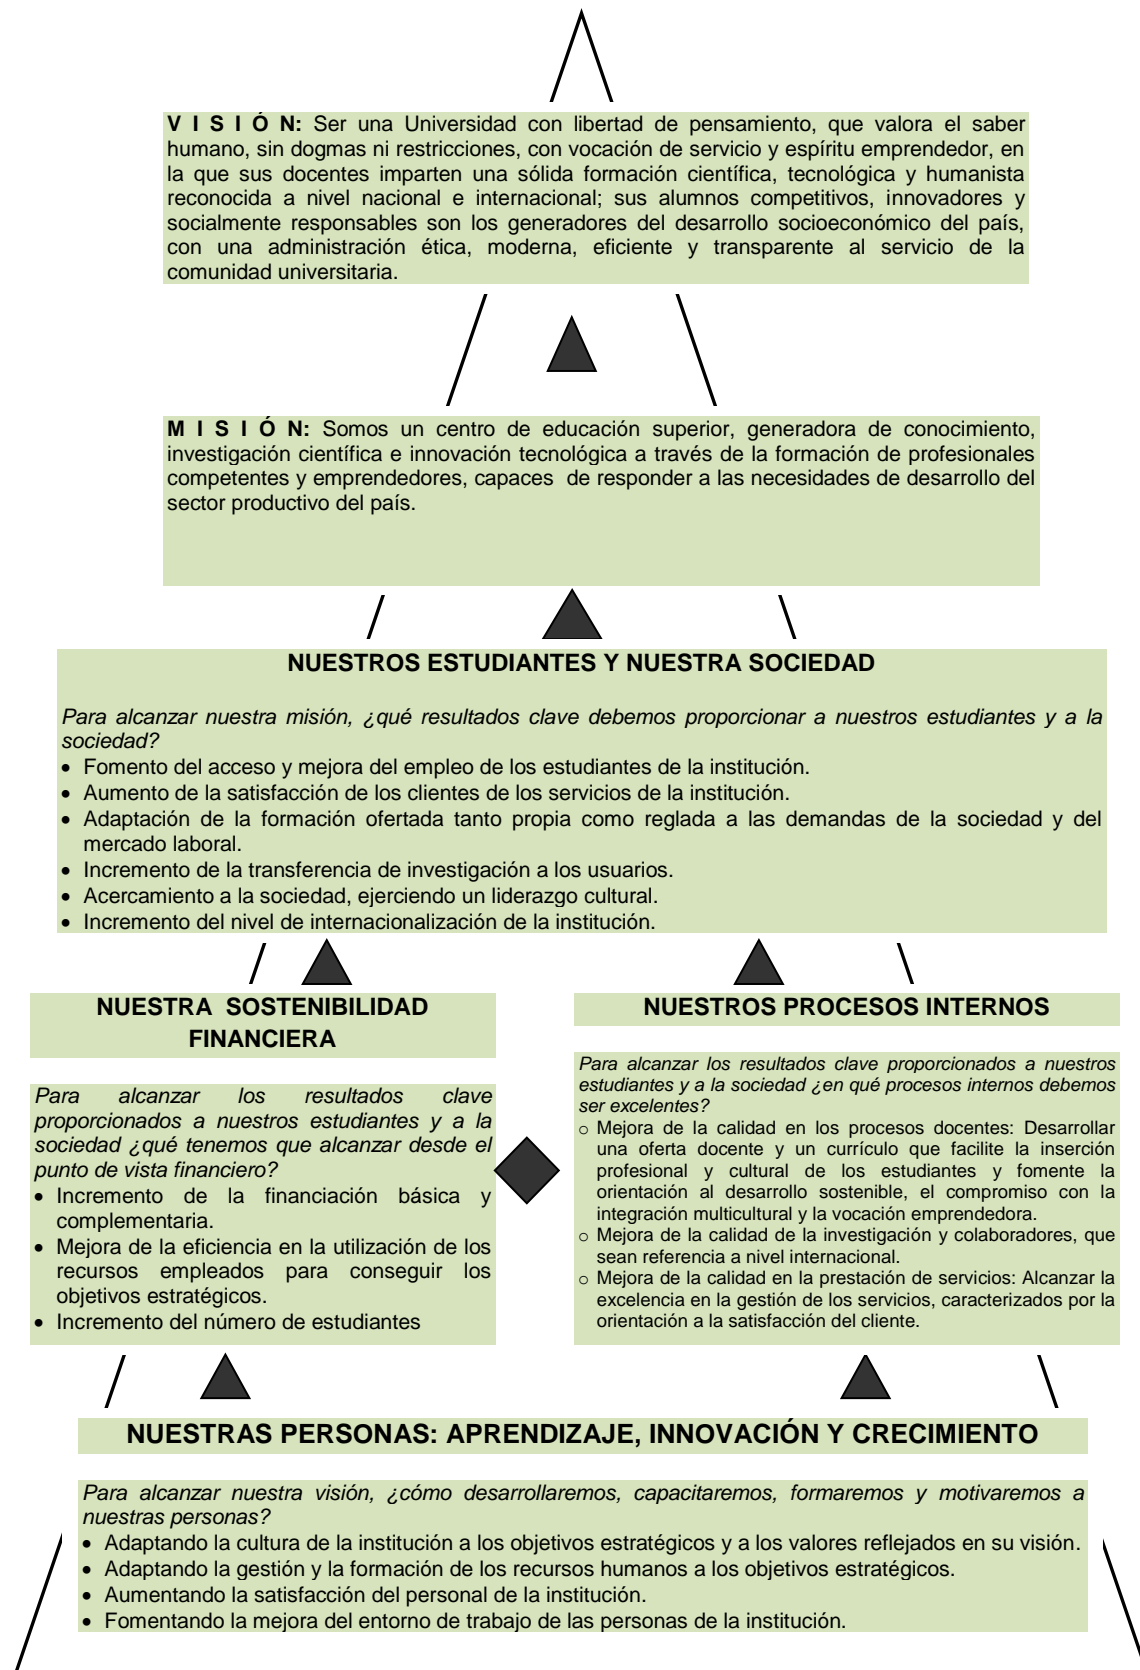 V I S I Ó N: Ser una Universidad con libertad de pensamiento, que valora el saber
humano, sin dogmas ni restricciones, con vocación de servicio y espíritu emprendedor, en
la que sus docentes imparten una sólida formación científica, tecnológica y humanista
reconocida a nivel nacional e internacional; sus alumnos competitivos, innovadores y
socialmente responsables son los generadores del desarrollo socioeconómico del país,
con una administración ética, moderna, eficiente y transparente al servicio de la
comunidad universitaria.
M I S I Ó N: Somos un centro de educación superior, generadora de conocimiento,
investigación científica e innovación tecnológica a través de la formación de profesionales
competentes y emprendedores, capaces de responder a las necesidades de desarrollo del
sector productivo del país.
NUESTROS ESTUDIANTES Y NUESTRA SOCIEDAD
Para alcanzar nuestra misión, ¿qué resultados clave debemos proporcionar a nuestros estudiantes y a la
sociedad?
• Fomento del acceso y mejora del empleo de los estudiantes de la institución.
• Aumento de la satisfacción de los clientes de los servicios de la institución.
• Adaptación de la formación ofertada tanto propia como reglada a las demandas de la sociedad y del
mercado laboral.
• Incremento de la transferencia de investigación a los usuarios.
• Acercamiento a la sociedad, ejerciendo un liderazgo cultural.
• Incremento del nivel de internacionalización de la institución.
NUESTRA SOSTENIBILIDAD
FINANCIERA
Para alcanzar los resultados clave
proporcionados a nuestros estudiantes y a la
sociedad ¿qué tenemos que alcanzar desde el
punto de vista financiero?
• Incremento de la financiación básica y
complementaria.
• Mejora de la eficiencia en la utilización de los
recursos empleados para conseguir los
objetivos estratégicos.
• Incremento del número de estudiantes
NUESTROS PROCESOS INTERNOS
Para alcanzar los resultados clave proporcionados a nuestros
estudiantes y a la sociedad ¿en qué procesos internos debemos
ser excelentes?
o Mejora de la calidad en los procesos docentes: Desarrollar
una oferta docente y un currículo que facilite la inserción
profesional y cultural de los estudiantes y fomente la
orientación al desarrollo sostenible, el compromiso con la
integración multicultural y la vocación emprendedora.
o Mejora de la calidad de la investigación y colaboradores, que
sean referencia a nivel internacional.
o Mejora de la calidad en la prestación de servicios: Alcanzar la
excelencia en la gestión de los servicios, caracterizados por la
orientación a la satisfacción del cliente.
NUESTRAS PERSONAS: APRENDIZAJE, INNOVACIÓN Y CRECIMIENTO
Para alcanzar nuestra visión, ¿cómo desarrollaremos, capacitaremos, formaremos y motivaremos a
nuestras personas?
• Adaptando la cultura de la institución a los objetivos estratégicos y a los valores reflejados en su visión.
• Adaptando la gestión y la formación de los recursos humanos a los objetivos estratégicos.
• Aumentando la satisfacción del personal de la institución.
• Fomentando la mejora del entorno de trabajo de las personas de la institución.